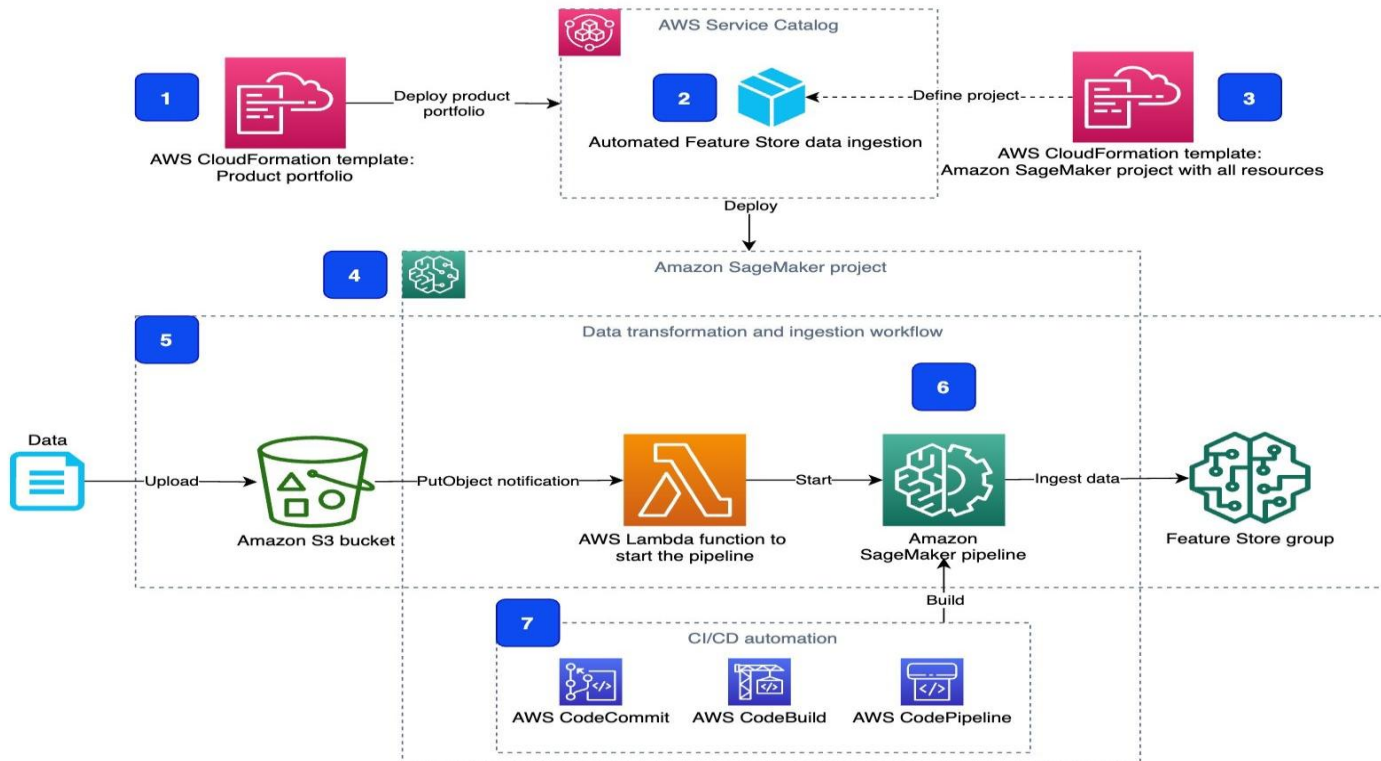 AWS Service Catalog
1
Deploy product
portfolio
2
Define project
3
Automated Feature Store data ingestion
AWS CloudFormation template:
Product portfolio
AWS CloudFormation template:
Amazon SageMaker project with all resources
Deploy
4
Amazon SageMaker project
5
Data transformation and ingestion workflow
6
Data
Upload
PutObject notification
Start
Ingest data
Amazon S3 bucket
AWS Lambda function to
start the pipeline
Amazon
SageMaker pipeline
Feature Store group
Build
7
CI/CD automation
AWS CodeCommit
AWS CodeBuild
AWS CodePipeline